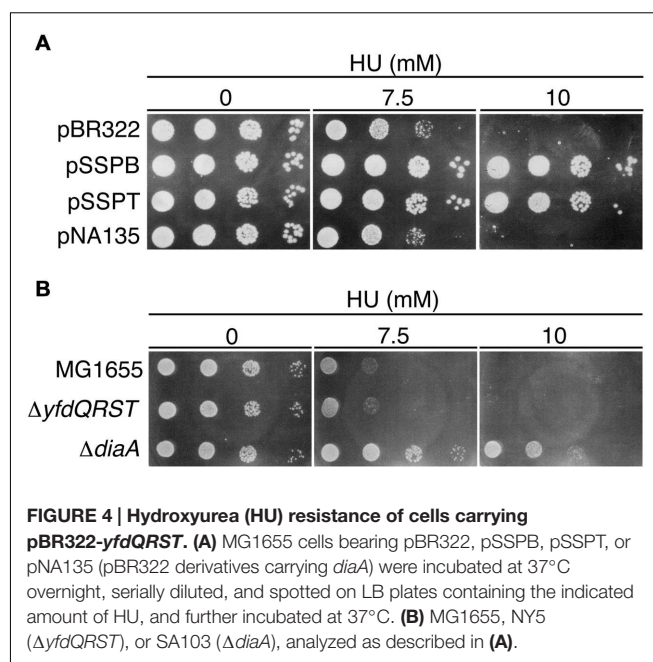 A
HU (mM)
0 7.5 10
pBR322
pSSPB
pSSPT
pNA135
B
HU (mM)
0 7.5 10
MG1655
ΔyfdQRST
ΔdiaA
FIGURE 4 | Hydroxyurea (HU) resistance of cells carrying
pBR322-yfdQRST. (A) MG1655 cells bearing pBR322, pSSPB, pSSPT, or
pNA135 (pBR322 derivatives carrying diaA) were incubated at 37°C
overnight, serially diluted, and spotted on LB plates containing the indicated
amount of HU, and further incubated at 37°C. (B) MG1655, NY5
(ΔyfdQRST), or SA103 (ΔdiaA), analyzed as described in (A).